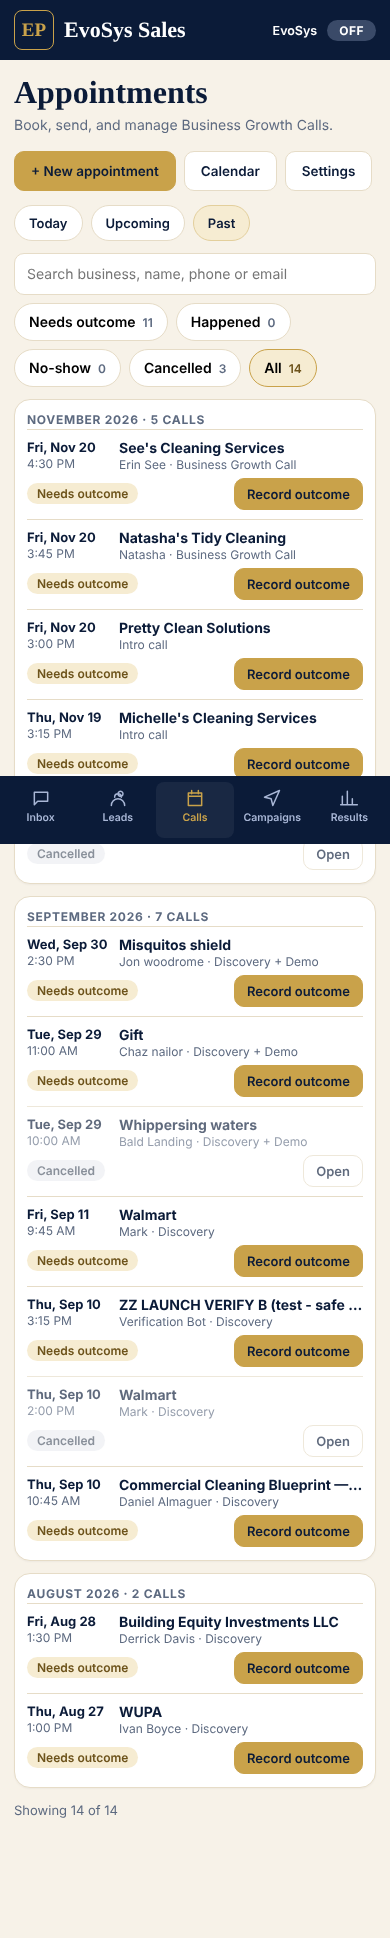 EP EvoSys Sales EvoSys OFF
Appointments
Book, send, and manage Business Growth Calls.
+ New appointment Calendar Settings
Today Upcoming Past
Search business, name, phone or email
Needs outcome 11 Happened 0
No-show 0 Cancelled 3 All 14
NOVEMBER 2026 · 5 CALLS
Fri, Nov 20 See's Cleaning Services
4:30 PM Erin See · Business Growth Call
Needs outcome Record outcome
Fri, Nov 20 Natasha's Tidy Cleaning
3:45 PM Natasha · Business Growth Call
Needs outcome Record outcome
Fri, Nov 20 Pretty Clean Solutions
3:00 PM Intro call
Needs outcome Record outcome
Thu, Nov 19 Michelle's Cleaning Services
3:15 PM Intro call
Needs outcome Record outcome
Inbox Leads Calls Campaigns Results
Cancelled Open
SEPTEMBER 2026 · 7 CALLS
Wed, Sep 30 Misquitos shield
2:30 PM Jon woodrome · Discovery + Demo
Needs outcome Record outcome
Tue, Sep 29 Gift
11:00 AM Chaz nailor · Discovery + Demo
Needs outcome Record outcome
Tue, Sep 29 Whippersing waters
10:00 AM Bald Landing · Discovery + Demo
Cancelled Open
Fri, Sep 11 Walmart
9:45 AM Mark · Discovery
Needs outcome Record outcome
Thu, Sep 10 ZZ LAUNCH VERIFY B (test - safe ...
3:15 PM Verification Bot · Discovery
Needs outcome Record outcome
Thu, Sep 10 Walmart
2:00 PM Mark · Discovery
Cancelled Open
Thu, Sep 10 Commercial Cleaning Blueprint —...
10:45 AM Daniel Almaguer · Discovery
Needs outcome Record outcome
AUGUST 2026 · 2 CALLS
Fri, Aug 28 Building Equity Investments LLC
1:30 PM Derrick Davis · Discovery
Needs outcome Record outcome
Thu, Aug 27 WUPA
1:00 PM Ivan Boyce · Discovery
Needs outcome Record outcome
Showing 14 of 14